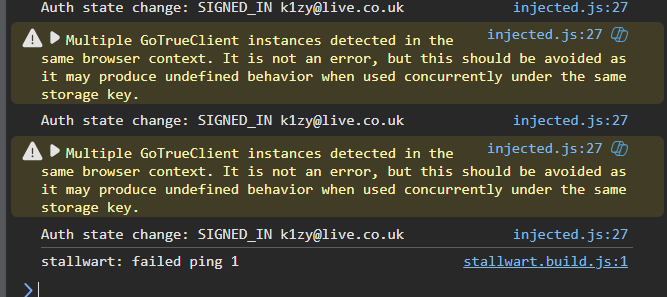 Auth state change: SIGNED_IN k1zy@live.co.uk injected.js:27
Multiple GoTrueClient instances detected in the injected.js:27
same browser context. It is not an error, but this should be avoided as
it may produce undefined behavior when used concurrently under the same
storage key.
Auth state change: SIGNED_IN k1zy@live.co.uk injected.js:27
Multiple GoTrueClient instances detected in the injected.js:27
same browser context. It is not an error, but this should be avoided as
it may produce undefined behavior when used concurrently under the same
storage key.
Auth state change: SIGNED_IN k1zy@live.co.uk injected.js:27
stallwart: failed ping 1 stallwart.build.js:1